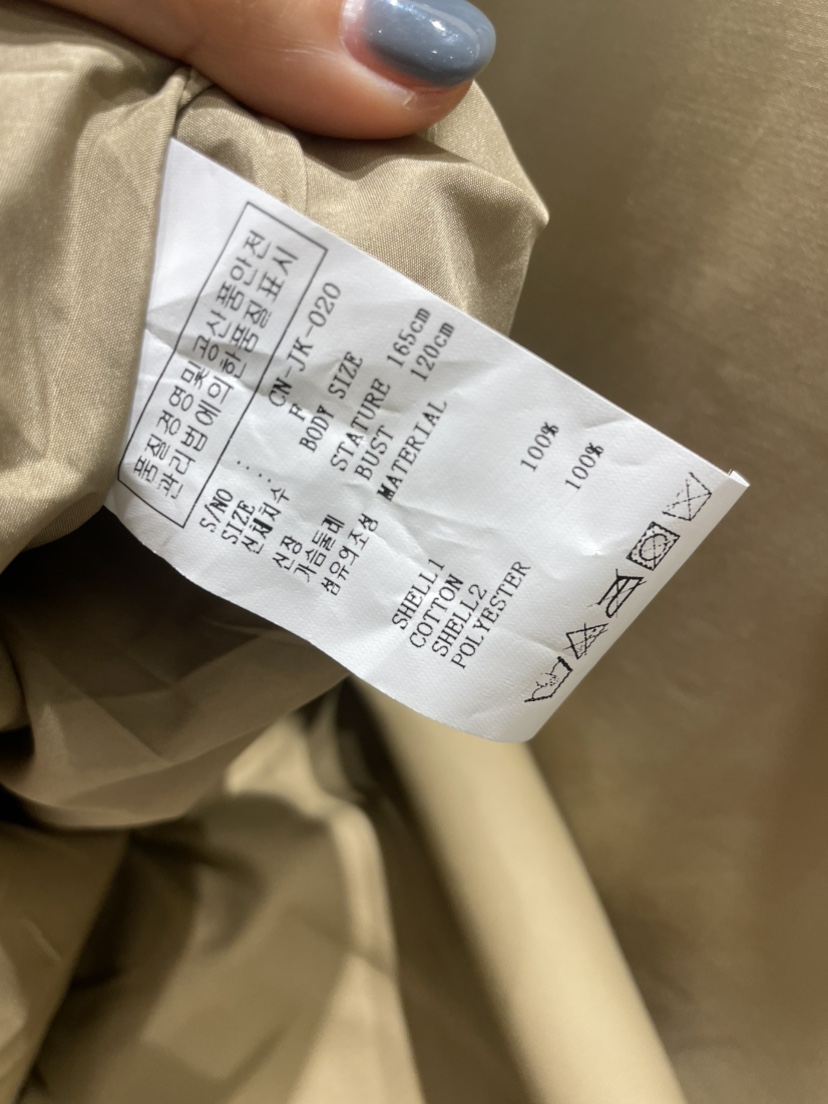 품질경영및공산품안전
관리법에의한품질표시
S/NO : CN-JK-020
SIZE : F
신체치수 BODY SIZE
신장 STATURE 165cm
가슴둘레 BUST 120cm
섬유의조성 MATERIAL
SHELL1
COTTON 100%
SHELL2
POLYESTER 100%